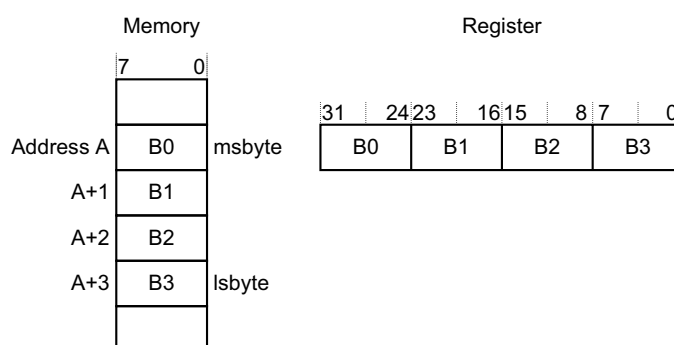 Memory
Register
7 0
31 24 23 16 15 8 7 0
Address A B0 msbyte
B0 B1 B2 B3
A+1 B1
A+2 B2
A+3 B3 lsbyte